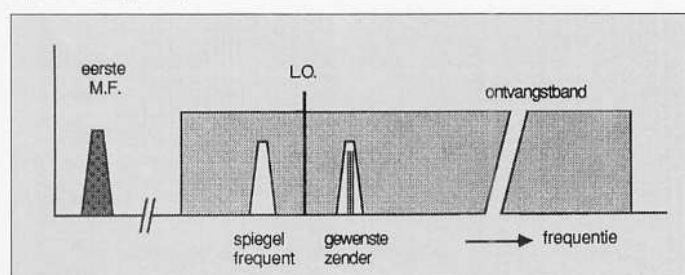 eerste
M.F.
L.O.
ontvangstband
spiegel
frequent
gewenste
zender
frequentie